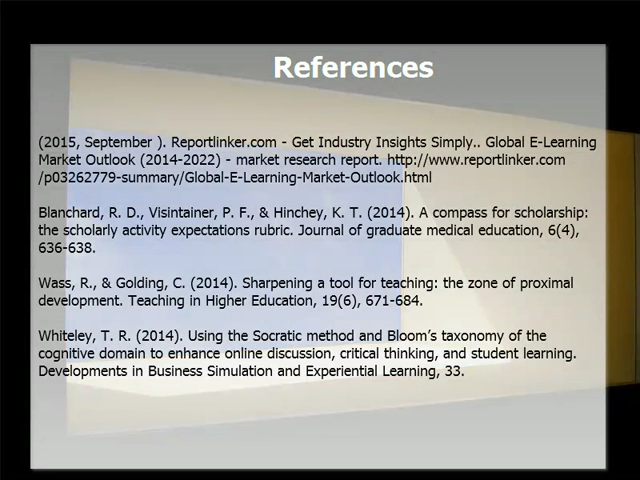 References
(2015, September ). Reportlinker.com - Get Industry Insights Simply.. Global E-Learning
Market Outlook (2014-2022) - market research report. http://www.reportlinker.com
/p03262779-summary/Global-E-Learning-Market-Outlook.html
Blanchard, R. D., Visintainer, P. F., & Hinchey, K. T. (2014). A compass for scholarship:
the scholarly activity expectations rubric. Journal of graduate medical education, 6(4),
636-638.
Wass, R., & Golding, C. (2014). Sharpening a tool for teaching: the zone of proximal
development. Teaching in Higher Education, 19(6), 671-684.
Whiteley, T. R. (2014). Using the Socratic method and Bloom’s taxonomy of the
cognitive domain to enhance online discussion, critical thinking, and student learning.
Developments in Business Simulation and Experiential Learning, 33.